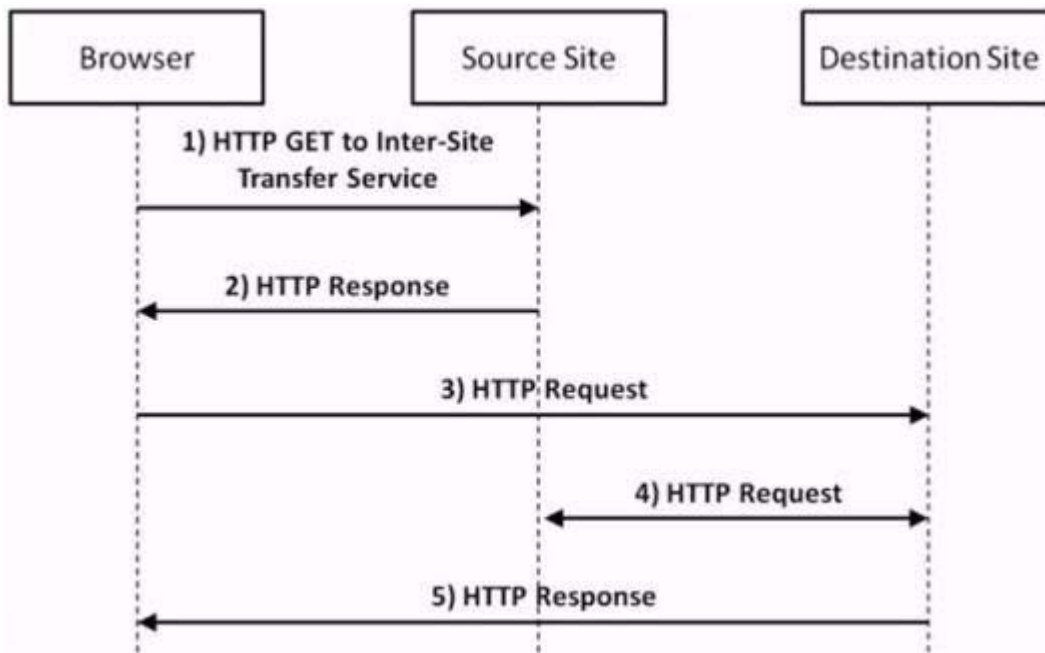 Browser
Source Site
Destination Site
1) HTTP GET to Inter-Site
Transfer Service
2) HTTP Response
3) HTTP Request
4) HTTP Request
5) HTTP Response